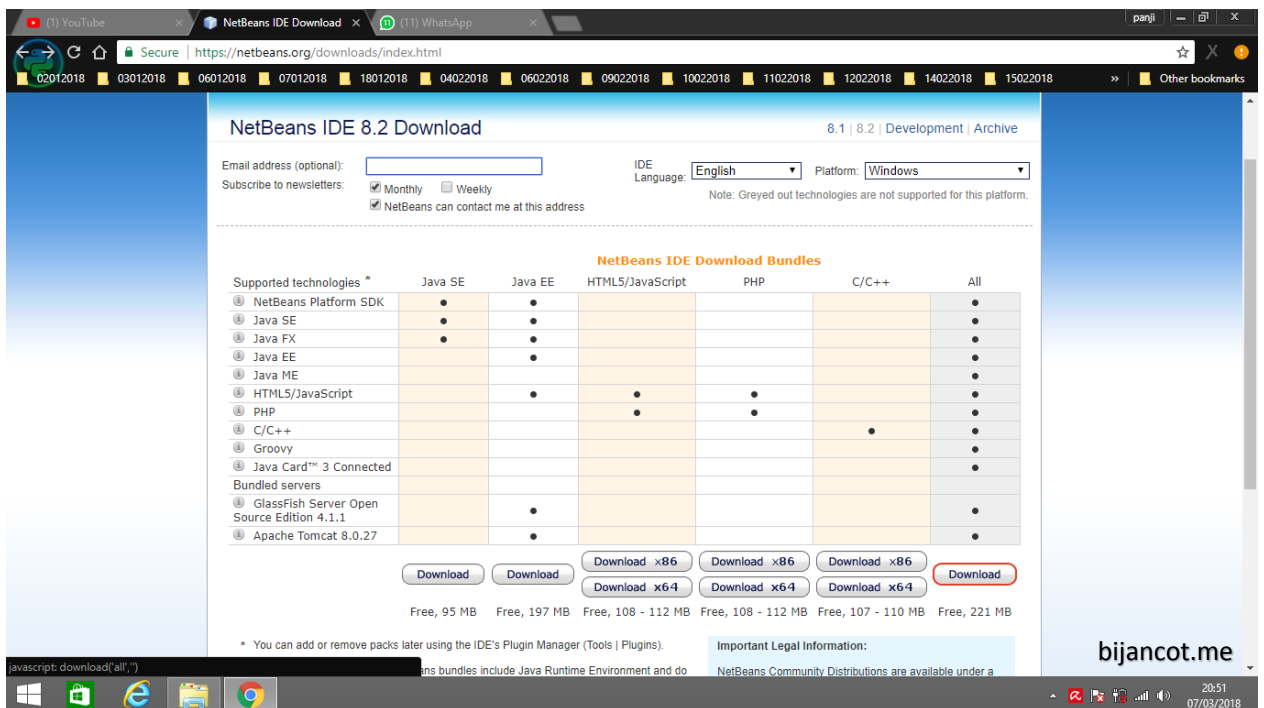 (1) YouTube
NetBeans IDE Download
(11) WhatsApp
panji
Secure | https://netbeans.org/downloads/index.html
02012018 03012018 06012018 07012018 18012018 04022018 06022018 09022018 10022018 11022018 12022018 14022018 15022018 » Other bookmarks
NetBeans IDE 8.2 Download
8.1 | 8.2 | Development | Archive
Email address (optional):
IDE Language: English
Platform: Windows
Subscribe to newsletters: Monthly Weekly
Note: Greyed out technologies are not supported for this platform.
NetBeans can contact me at this address
NetBeans IDE Download Bundles
Supported technologies * Java SE Java EE HTML5/JavaScript PHP C/C++ All
NetBeans Platform SDK • • •
Java SE • • •
Java FX • • •
Java EE • •
Java ME •
HTML5/JavaScript • • • •
PHP • • •
C/C++ • •
Groovy •
Java Card™ 3 Connected •
Bundled servers
GlassFish Server Open
Source Edition 4.1.1 • •
Apache Tomcat 8.0.27 • •
Download x86 Download x86 Download x86
Download Download Download
Download x64 Download x64 Download x64
Free, 95 MB Free, 197 MB Free, 108 - 112 MB Free, 108 - 112 MB Free, 107 - 110 MB Free, 221 MB
* You can add or remove packs later using the IDE's Plugin Manager (Tools | Plugins).
Important Legal Information:
bijancot.me
javascript: download('all','')
ans bundles include Java Runtime Environment and do
NetBeans Community Distributions are available under a
20:51
07/03/2018